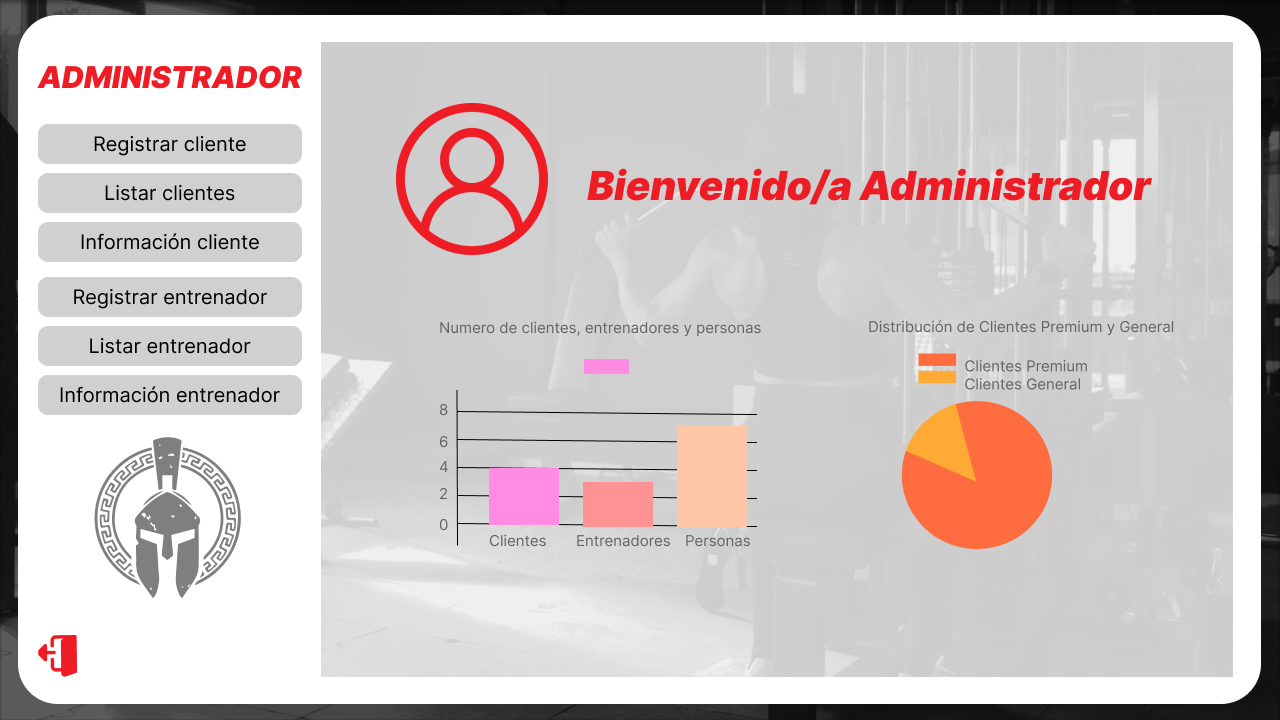 ADMINISTRADOR
Registrar cliente
Listar clientes
Información cliente
Registrar entrenador
Listar entrenador
Información entrenador
Bienvenido/a Administrador
Numero de clientes, entrenadores y personas
8
6
4
2
0
Clientes Entrenadores Personas
Distribución de Clientes Premium y General
Clientes Premium
Clientes General